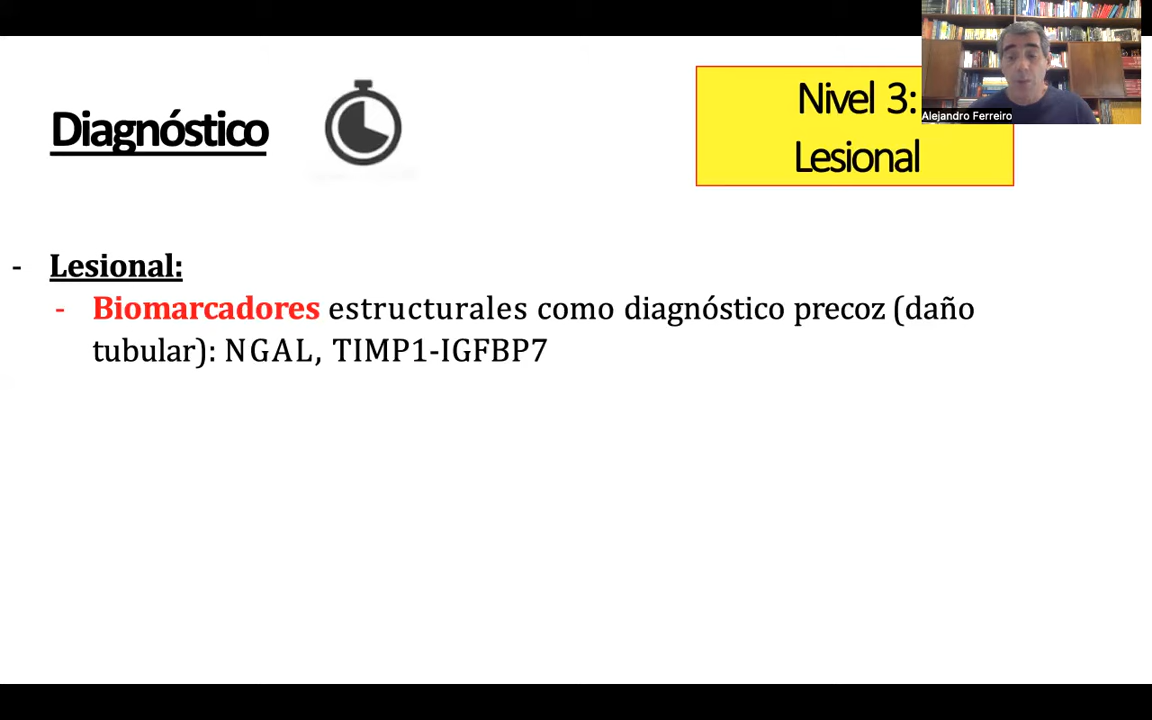 Diagnóstico
Nivel 3:
Lesional
Alejandro Ferreiro
- Lesional:
- Biomarcadores estructurales como diagnóstico precoz (daño
tubular): NGAL, TIMP1-IGFBP7